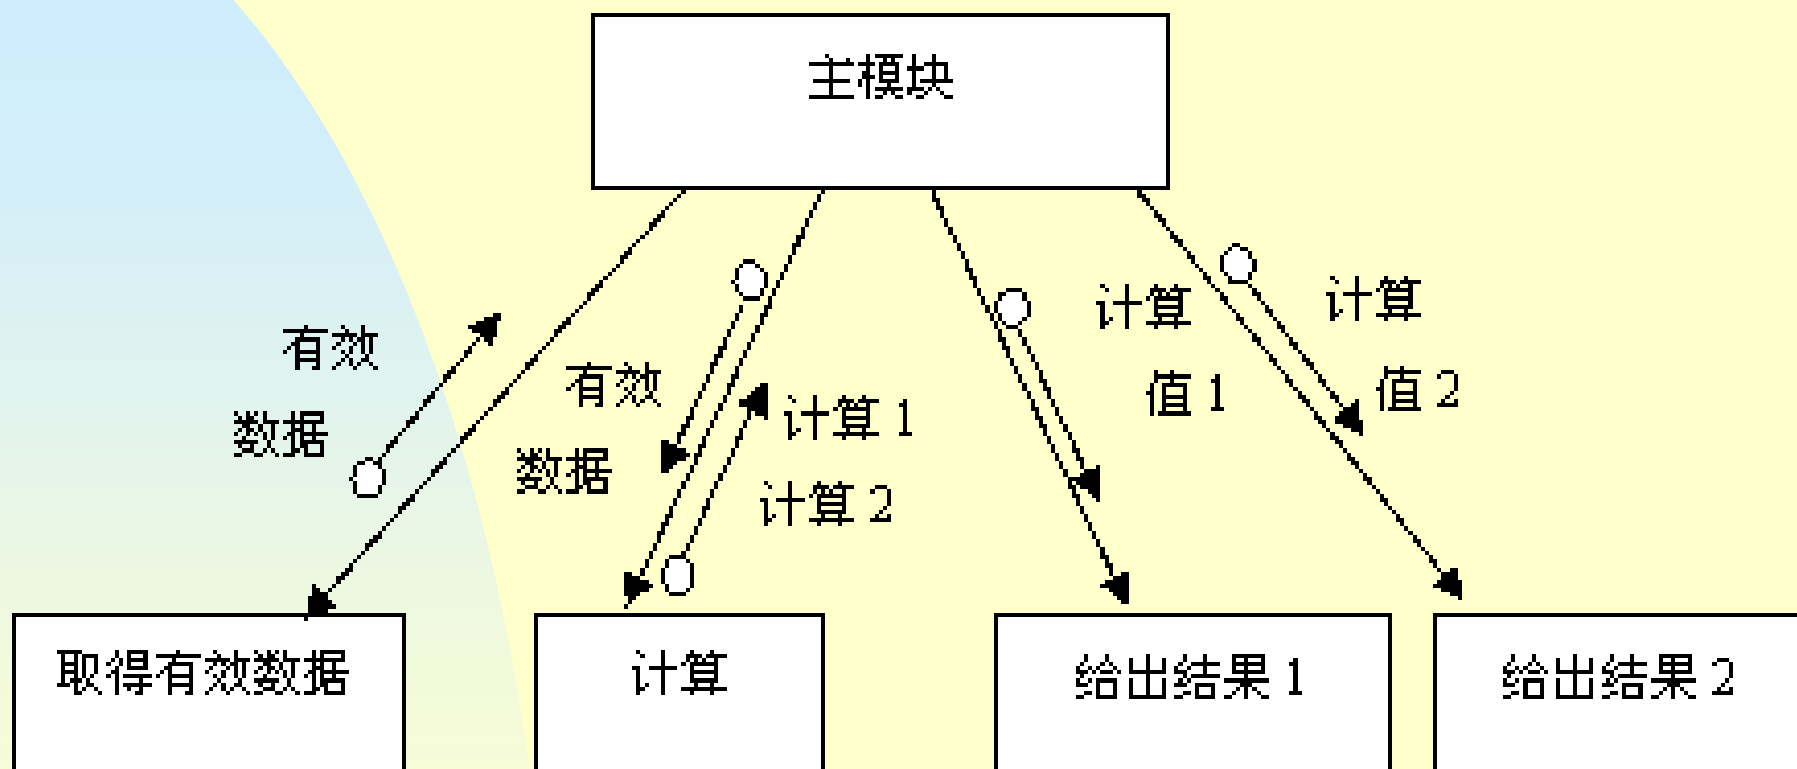 主模块
有效
数据
有效
数据
计算 1
计算 2
计算
值 1
计算
值 2
取得有效数据
计算
给出结果 1
给出结果 2